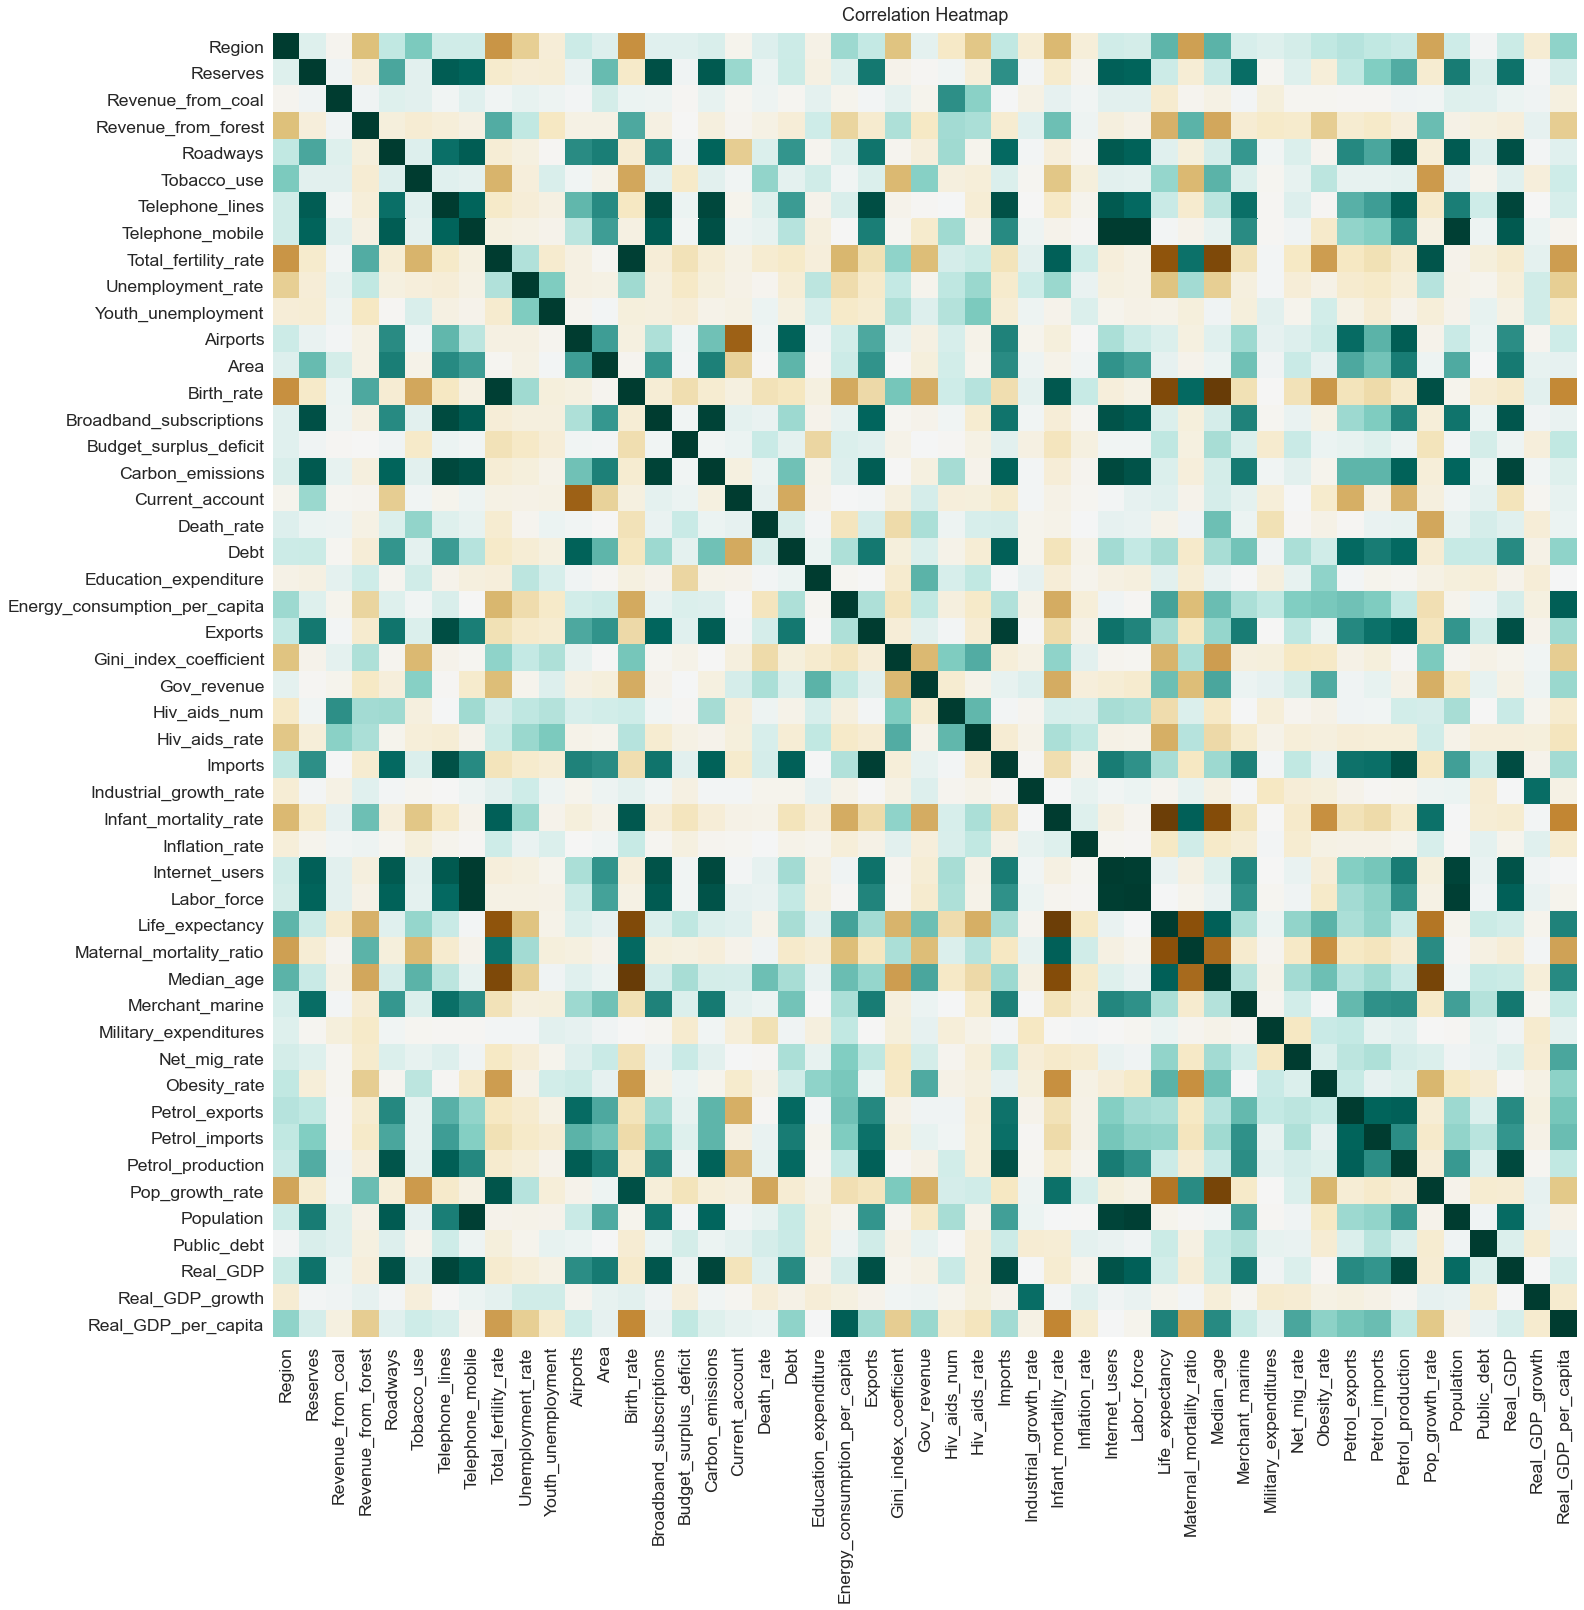 Correlation Heatmap
Region
Reserves
Revenue_from_coal
Revenue_from_forest
Roadways
Tobacco_use
Telephone_lines
Telephone_mobile
Total_fertility_rate
Unemployment_rate
Youth_unemployment
Airports
Area
Birth_rate
Broadband_subscriptions
Budget_surplus_deficit
Carbon_emissions
Current_account
Death_rate
Debt
Education_expenditure
Energy_consumption_per_capita
Exports
Gini_index_coefficient
Gov_revenue
Hiv_aids_num
Hiv_aids_rate
Imports
Industrial_growth_rate
Infant_mortality_rate
Inflation_rate
Internet_users
Labor_force
Life_expectancy
Maternal_mortality_ratio
Median_age
Merchant_marine
Military_expenditures
Net_mig_rate
Obesity_rate
Petrol_exports
Petrol_imports
Petrol_production
Pop_growth_rate
Population
Public_debt
Real_GDP
Real_GDP_growth
Real_GDP_per_capita
Region
Reserves
Revenue_from_coal
Revenue_from_forest
Roadways
Tobacco_use
Telephone_lines
Telephone_mobile
Total_fertility_rate
Unemployment_rate
Youth_unemployment
Airports
Area
Birth_rate
Broadband_subscriptions
Budget_surplus_deficit
Carbon_emissions
Current_account
Death_rate
Debt
Education_expenditure
Energy_consumption_per_capita
Exports
Gini_index_coefficient
Gov_revenue
Hiv_aids_num
Hiv_aids_rate
Imports
Industrial_growth_rate
Infant_mortality_rate
Inflation_rate
Internet_users
Labor_force
Life_expectancy
Maternal_mortality_ratio
Median_age
Merchant_marine
Military_expenditures
Net_mig_rate
Obesity_rate
Petrol_exports
Petrol_imports
Petrol_production
Pop_growth_rate
Population
Public_debt
Real_GDP
Real_GDP_growth
Real_GDP_per_capita